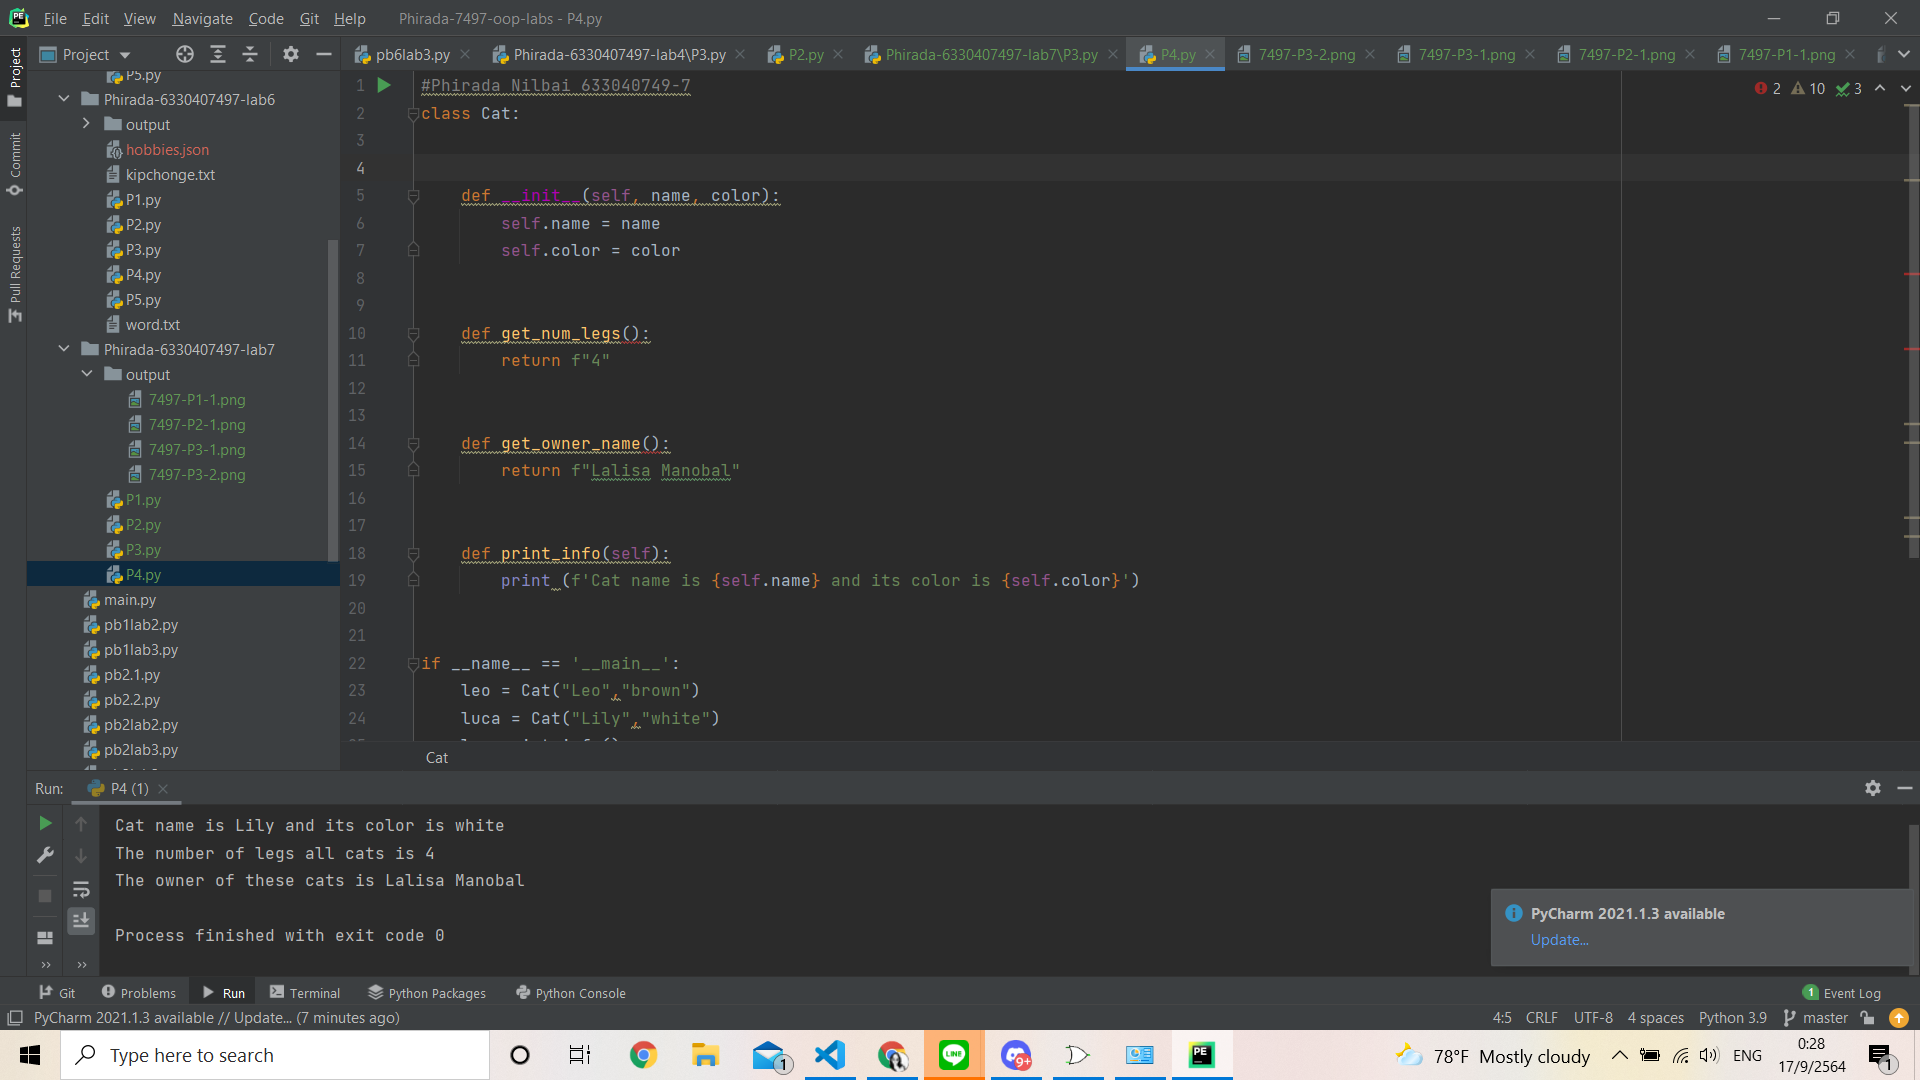 File Edit View Navigate Code Git Help Phirada-7497-oop-labs - P4.py
Project
pb6lab3.py
Phirada-6330407497-lab4\P3.py
P2.py
Phirada-6330407497-lab7\P3.py
P4.py
7497-P3-2.png
7497-P3-1.png
7497-P2-1.png
7497-P1-1.png
Project
Commit
Pull Requests
P5.py
Phirada-6330407497-lab6
output
hobbies.json
kipchonge.txt
P1.py
P2.py
P3.py
P4.py
P5.py
word.txt
Phirada-6330407497-lab7
output
7497-P1-1.png
7497-P2-1.png
7497-P3-1.png
7497-P3-2.png
P1.py
P2.py
P3.py
P4.py
main.py
pb1lab2.py
pb1lab3.py
pb2.1.py
pb2.2.py
pb2lab2.py
pb2lab3.py
2 10 3
1 #Phirada Nilbai 633040749-7
2 class Cat:
3
4
5 def __init__(self, name, color):
6 self.name = name
7 self.color = color
8
9
10 def get_num_legs():
11 return f"4"
12
13
14 def get_owner_name():
15 return f"Lalisa Manobal"
16
17
18 def print_info(self):
19 print (f'Cat name is {self.name} and its color is {self.color}')
20
21
22 if __name__ == '__main__':
23 leo = Cat("Leo","brown")
24 luca = Cat("Lily","white")
Cat
Run: P4 (1)
Cat name is Lily and its color is white
The number of legs all cats is 4
The owner of these cats is Lalisa Manobal
Process finished with exit code 0
PyCharm 2021.1.3 available
Update...
Git Problems Run Terminal Python Packages Python Console 1 Event Log
PyCharm 2021.1.3 available // Update... (7 minutes ago) 4:5 CRLF UTF-8 4 spaces Python 3.9 master
Type here to search
1
LINE
9+
PE
78°F Mostly cloudy
ENG
0:28
17/9/2564
1